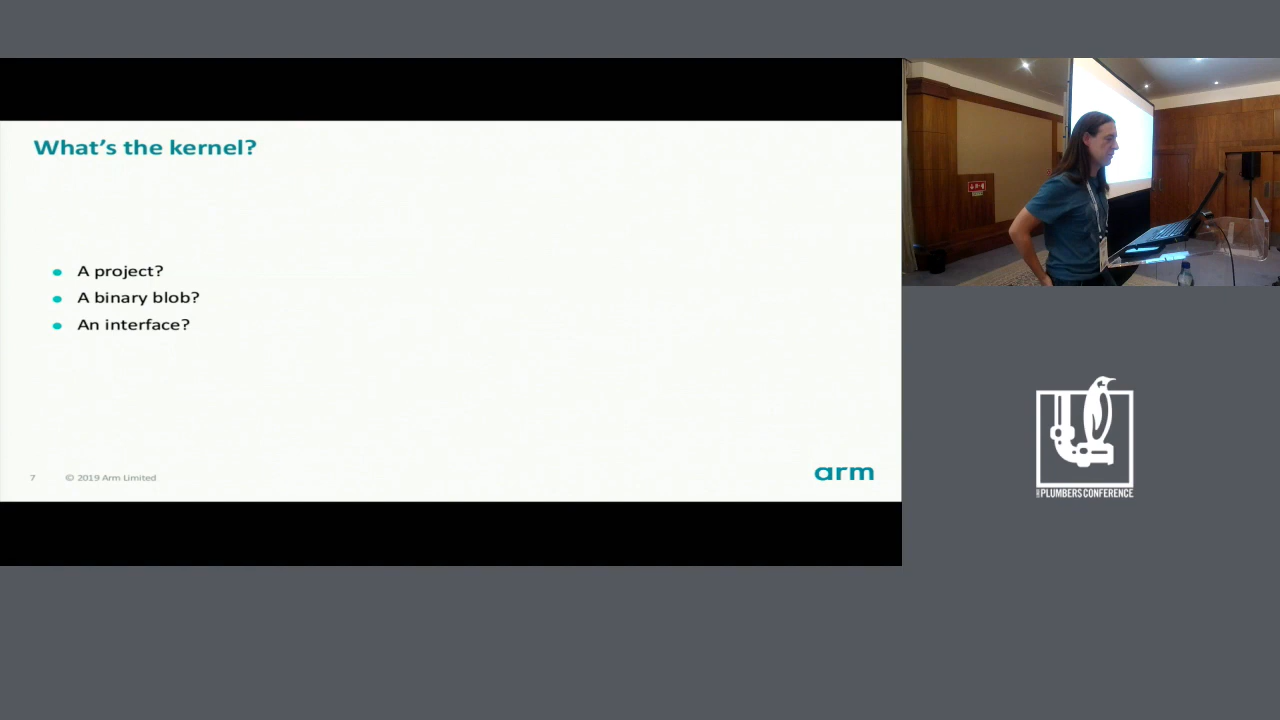 What's the kernel?
A project?
A binary blob?
An interface?
7 © 2019 Arm Limited
arm
PLUMBERS CONFERENCE